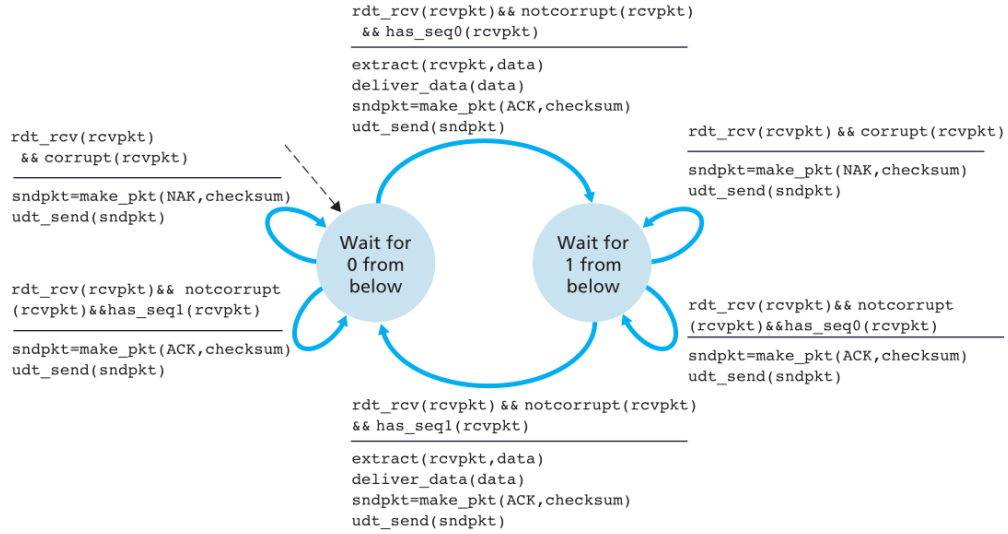 rdt_rcv(rcvpkt)&& notcorrupt(rcvpkt)
&& has_seq0(rcvpkt)
extract(rcvpkt,data)
deliver_data(data)
sndpkt=make_pkt(ACK,checksum)
udt_send(sndpkt)
rdt_rcv(rcvpkt)
&& corrupt(rcvpkt)
sndpkt=make_pkt(NAK,checksum)
udt_send(sndpkt)
rdt_rcv(rcvpkt) && corrupt(rcvpkt)
sndpkt=make_pkt(NAK,checksum)
udt_send(sndpkt)
Wait for
0 from
below
Wait for
1 from
below
rdt_rcv(rcvpkt)&& notcorrupt
(rcvpkt)&&has_seq1(rcvpkt)
sndpkt=make_pkt(ACK,checksum)
udt_send(sndpkt)
rdt_rcv(rcvpkt)&& notcorrupt
(rcvpkt)&&has_seq0(rcvpkt)
sndpkt=make_pkt(ACK,checksum)
udt_send(sndpkt)
rdt_rcv(rcvpkt) && notcorrupt(rcvpkt)
&& has_seq1(rcvpkt)
extract(rcvpkt,data)
deliver_data(data)
sndpkt=make_pkt(ACK,checksum)
udt_send(sndpkt)